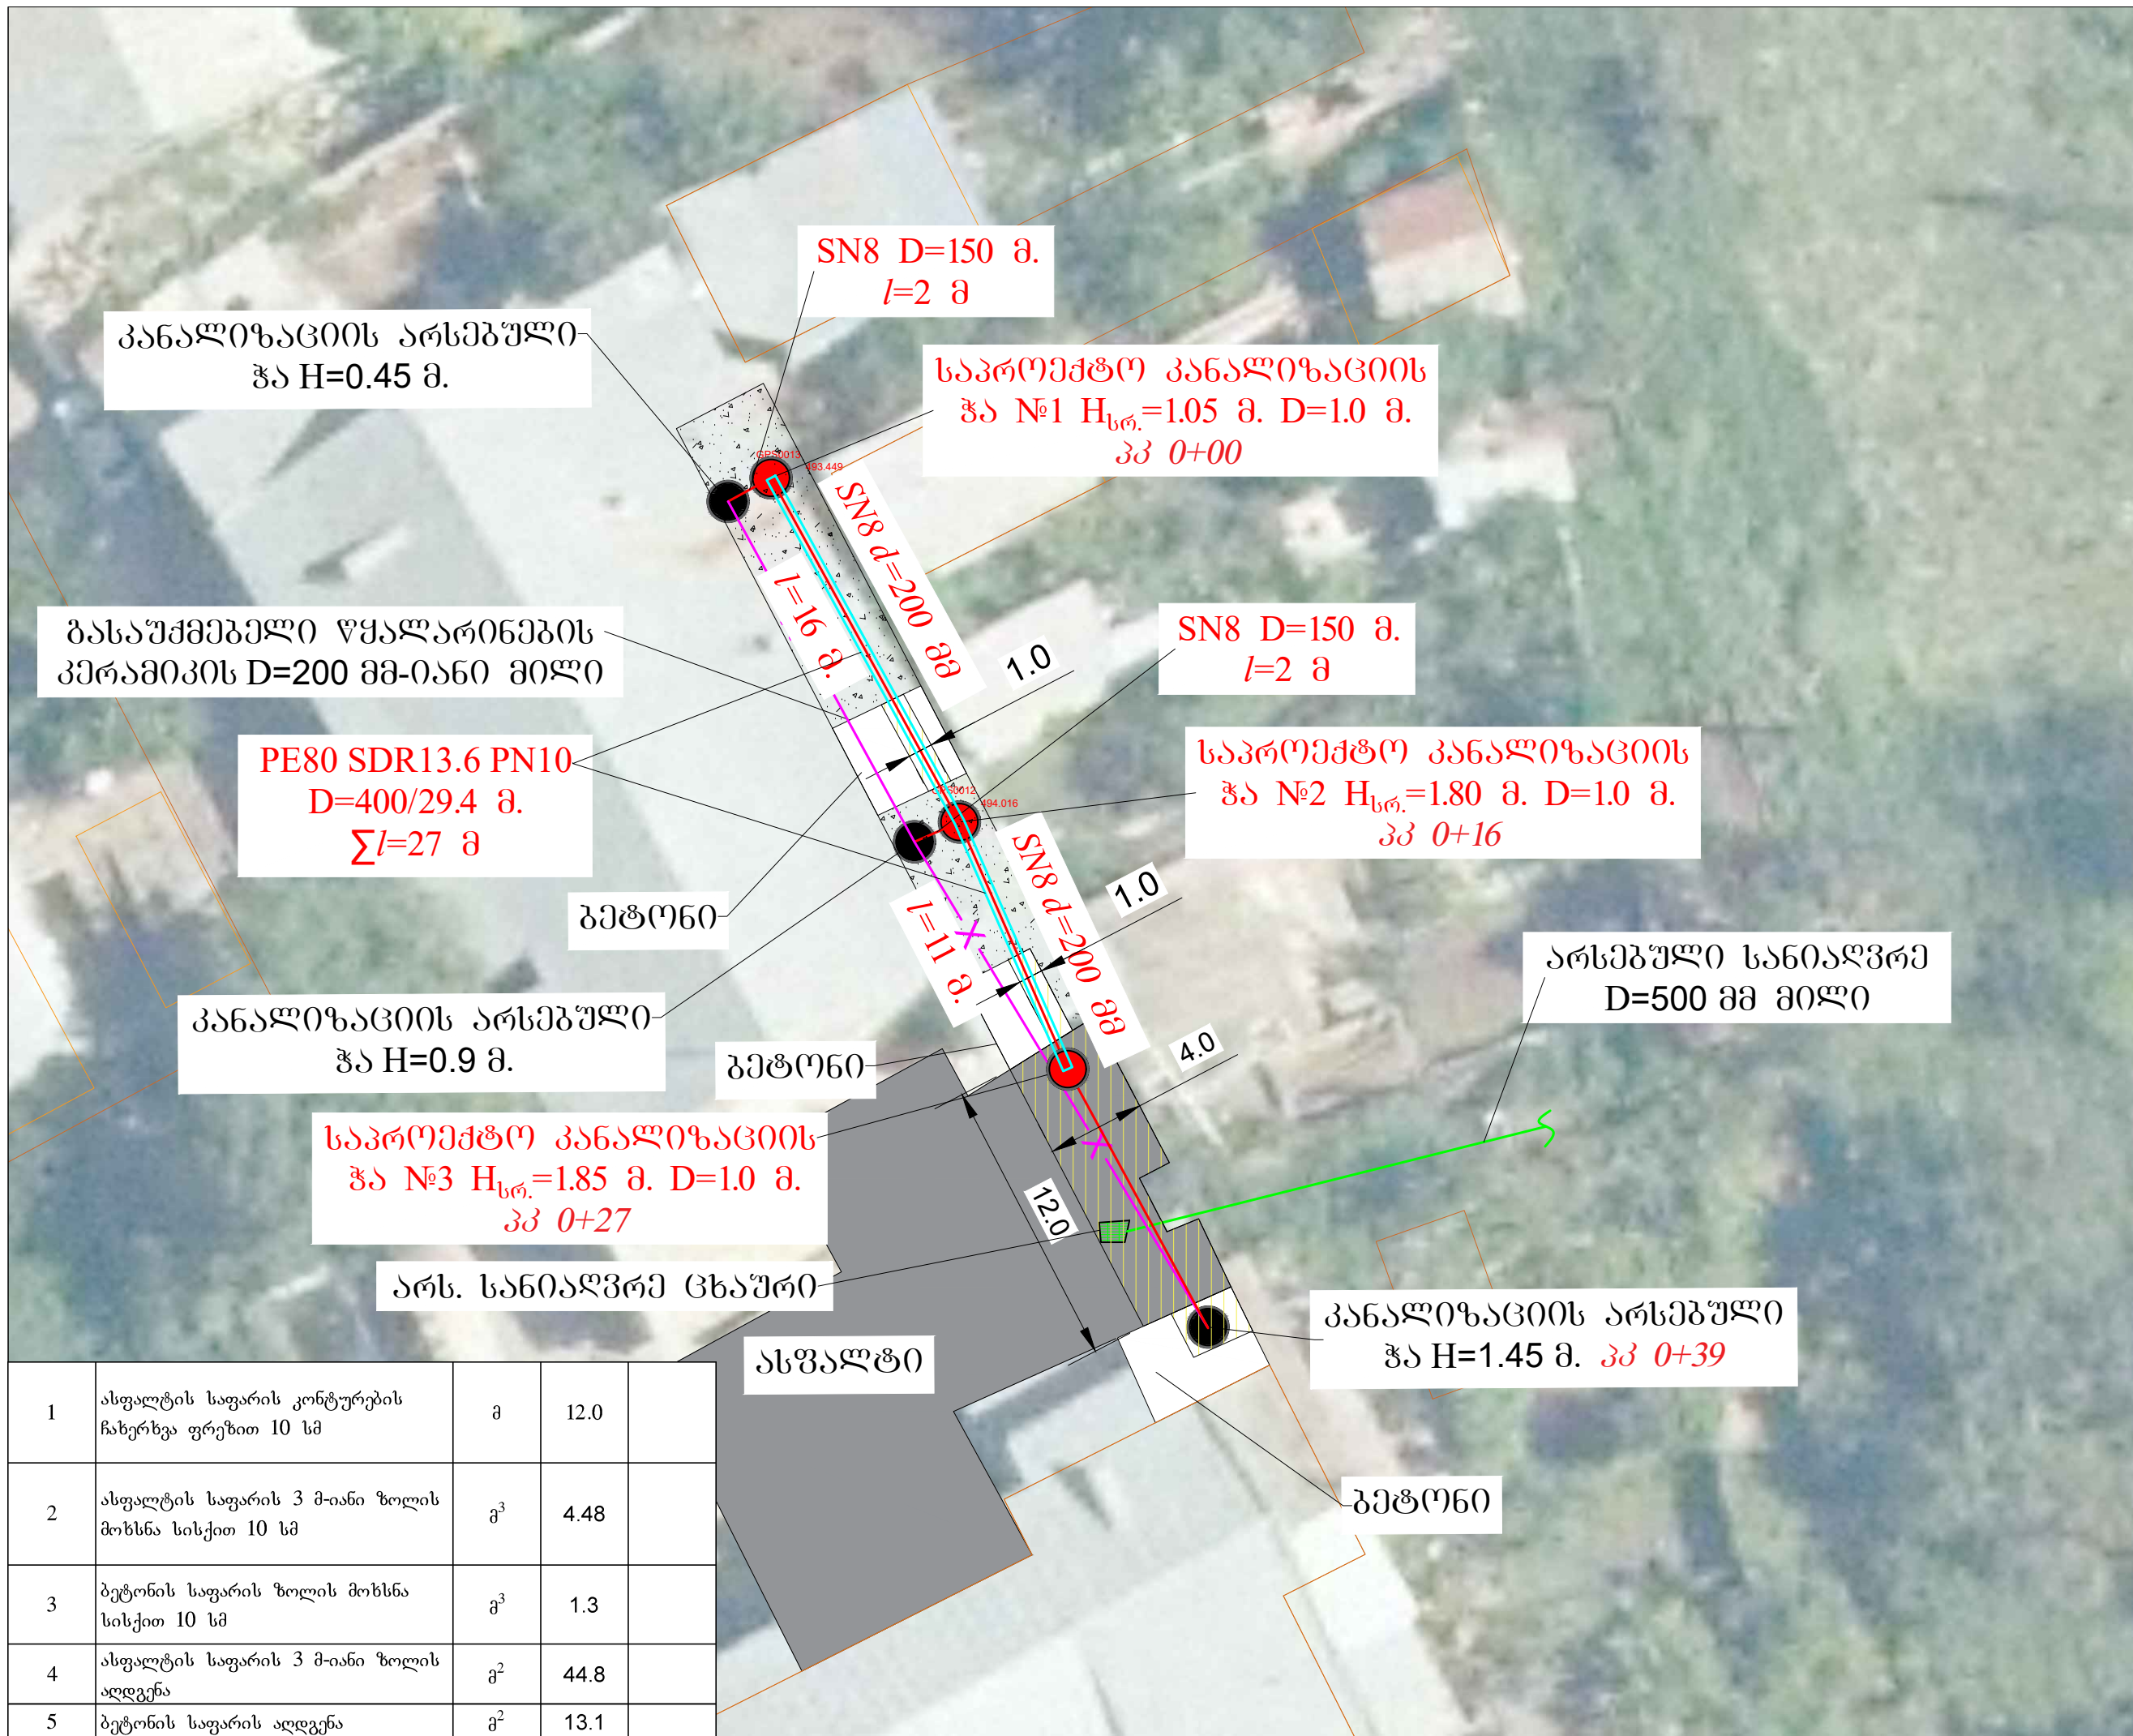 SN8 D=150 მ.
l=2 მ
კანალიზაციის არსებული
ჭა H=0.45 მ.
საპროექტო კანალიზაციის
ჭა №1 Hსრ.=1.05 მ. D=1.0 მ.
პკ 0+00
GPS0013
493.449
SN8 d=200 მმ
l=16 მ.
გასაუქმებელი წყალარინების
კერამიკის D=200 მმ-იანი მილი
1.0
SN8 D=150 მ.
l=2 მ
PE80 SDR13.6 PN10
D=400/29.4 მ.
∑l=27 მ
საპროექტო კანალიზაციის
ჭა №2 Hსრ.=1.80 მ. D=1.0 მ.
პკ 0+16
GPS0012
494.016
SN8 d=200 მმ
l=11 მ.
1.0
ბეტონი
არსებული სანიაღვრე
D=500 მმ მილი
კანალიზაციის არსებული
ჭა H=0.9 მ.
ბეტონი
4.0
საპროექტო კანალიზაციის
ჭა №3 Hსრ.=1.85 მ. D=1.0 მ.
პკ 0+27
12.0
არს. სანიაღვრე ცხაური
კანალიზაციის არსებული
ჭა H=1.45 მ. პკ 0+39
ასფალტი
ბეტონი
1 ასფალტის საფარის კონტურების ჩახერხვა ფრეზით 10 სმ მ 12.0
2 ასფალტის საფარის 3 მ-იანი ზოლის მოხსნა სისქით 10 სმ მ³ 4.48
3 ბეტონის საფარის ზოლის მოხსნა სისქით 10 სმ მ³ 1.3
4 ასფალტის საფარის 3 მ-იანი ზოლის აღდგენა მ² 44.8
5 ბეტონის საფარის აღდგენა მ² 13.1